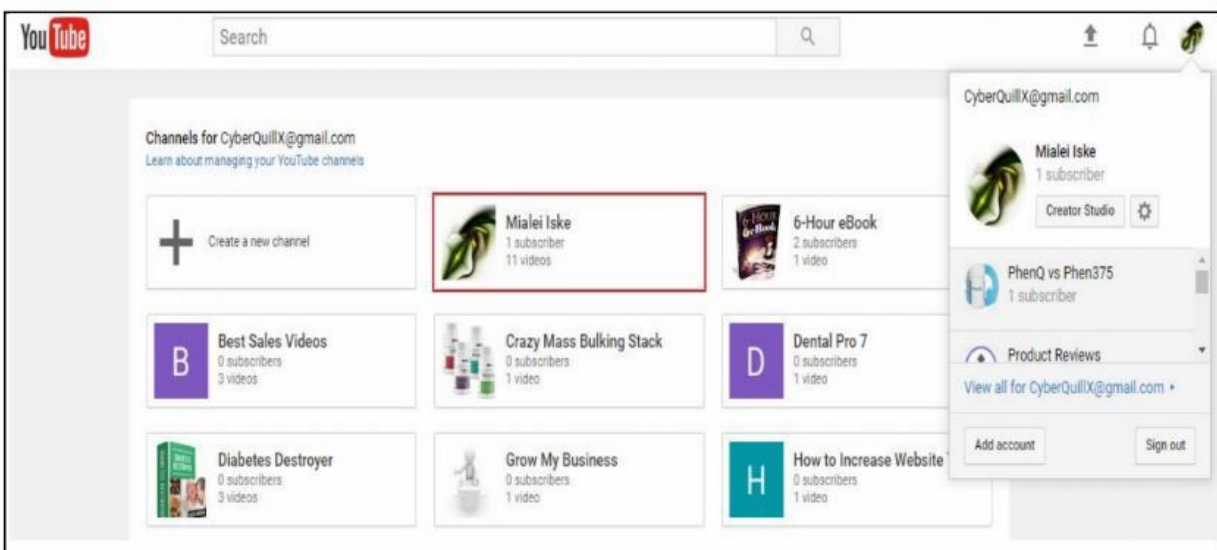 YouTube
Search
CyberQuillX@gmail.com
Mialei Iske
1 subscriber
Creator Studio
PhenQ vs Phen375
1 subscriber
Product Reviews
View all for CyberQuillX@gmail.com
Add account
Sign out
Channels for CyberQuillX@gmail.com
Learn about managing your YouTube channels
Create a new channel
Mialei Iske
1 subscriber
11 videos
6-Hour eBook
2 subscribers
1 video
Best Sales Videos
0 subscribers
3 videos
B
Crazy Mass Bulking Stack
0 subscribers
1 video
Dental Pro 7
0 subscribers
1 video
D
Diabetes Destroyer
0 subscribers
3 videos
Grow My Business
0 subscribers
1 video
How to Increase Website
0 subscribers
1 video
H
6-Hour
eBook